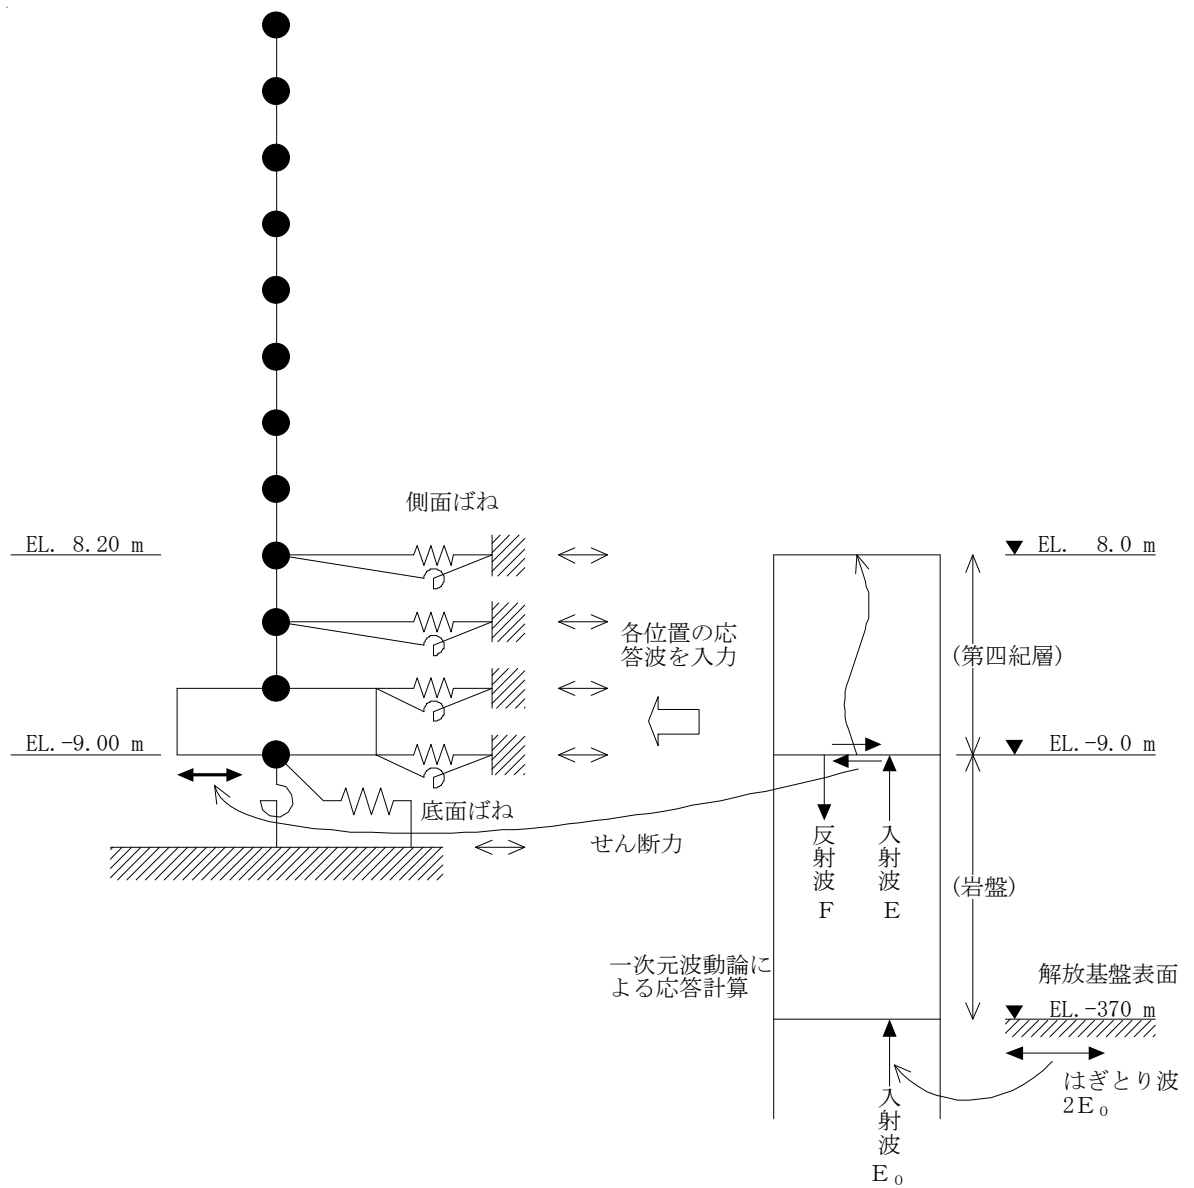 側面ばね
EL. 8.20 m
EL. 8.0 m
各位置の応
答波を入力
(第四紀層)
EL.-9.00 m
EL.-9.0 m
底面ばね
せん断力
反射波 F
入射波 E
(岩盤)
一次元波動論に
よる応答計算
解放基盤表面
EL.-370 m
はぎとり波
2E₀
入射波 E₀